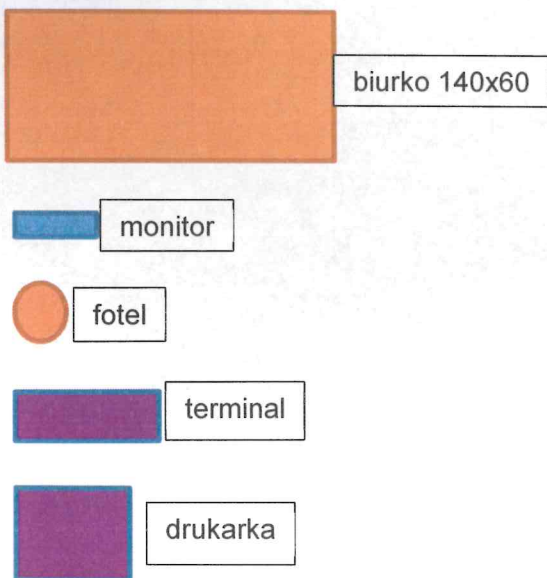 biurko 140x60
monitor
fotel
terminal
drukarka